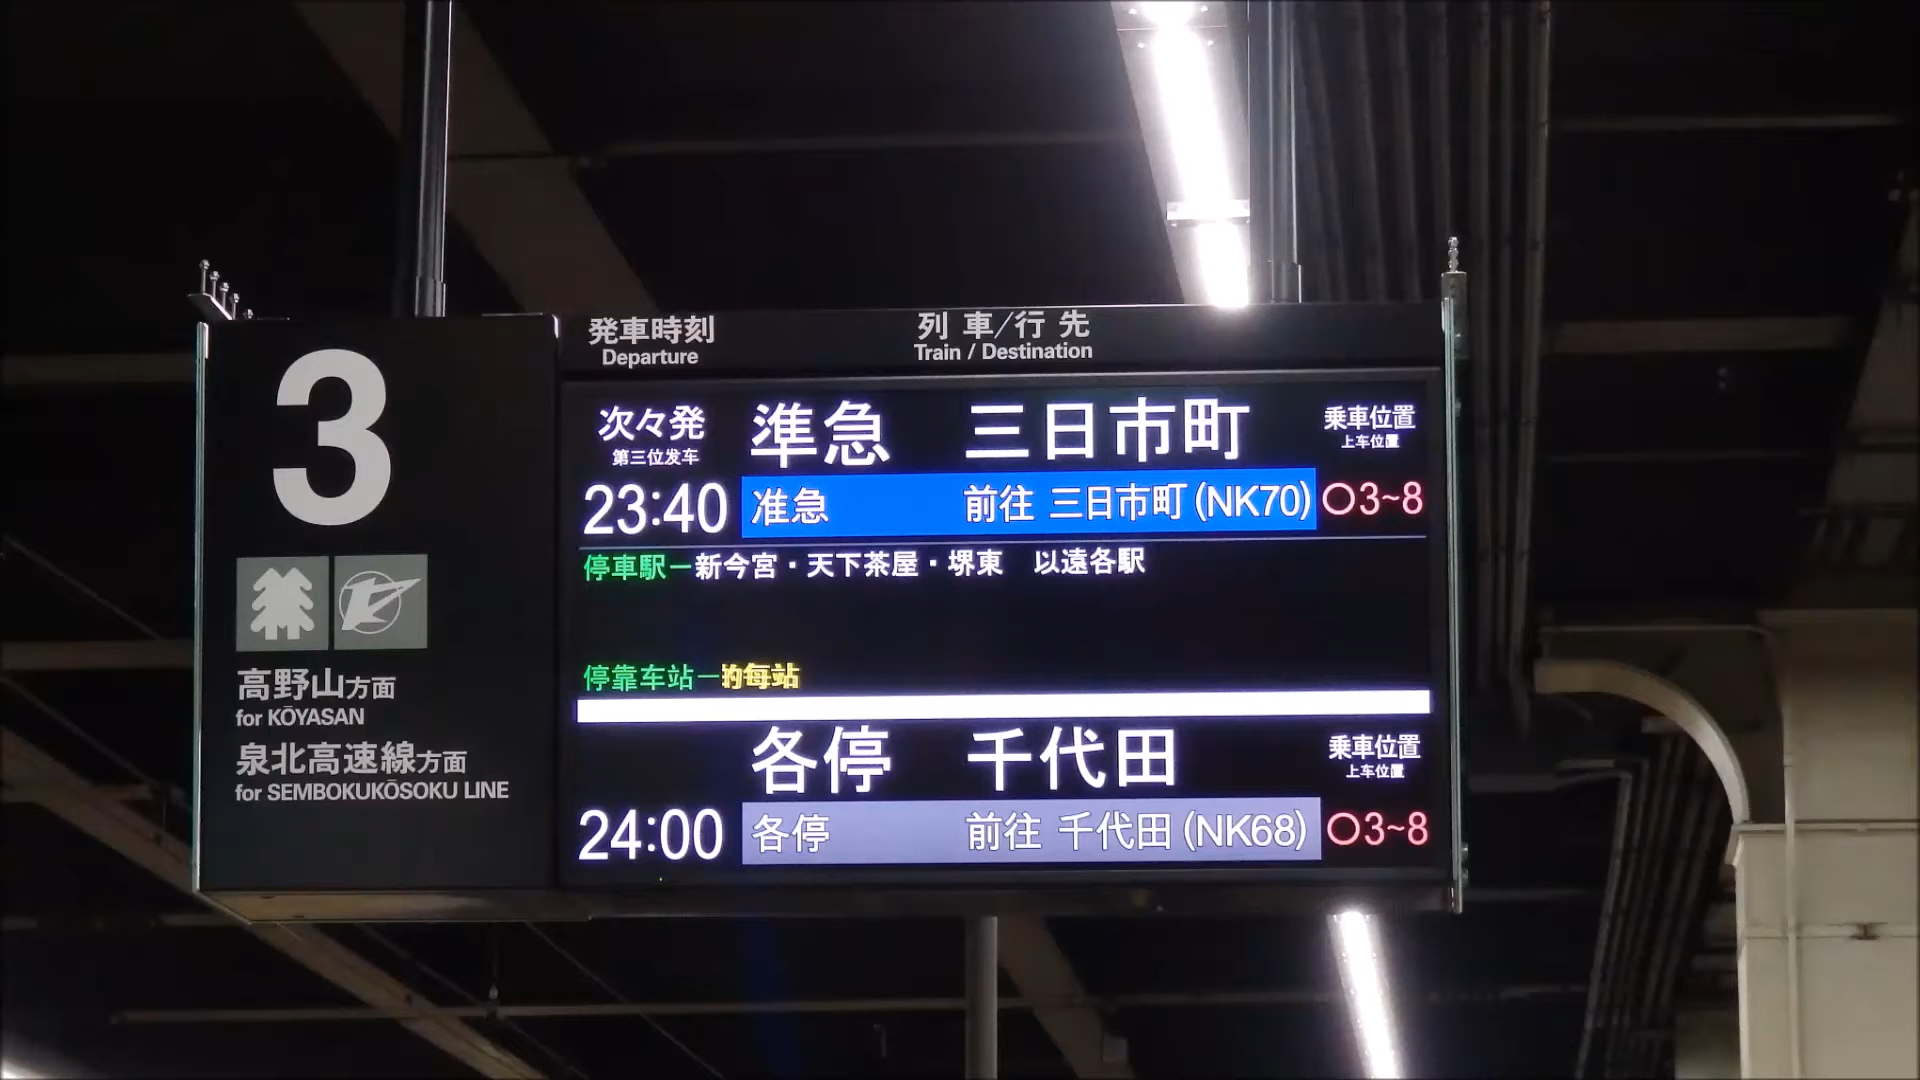 3
高野山方面
for KŌYASAN
泉北高速線方面
for SEMBOKUKŌSOKU LINE
発車時刻
Departure
列車/行先
Train / Destination
次々発 準急 三日市町 乗車位置
第三位发车 上车位置
23:40 准急 前往 三日市町 (NK70) ○3~8
停車駅ー新今宮・天下茶屋・堺東 以遠各駅
停靠车站ー的每站
各停 千代田 乗車位置
上车位置
24:00 各停 前往 千代田 (NK68) ○3~8